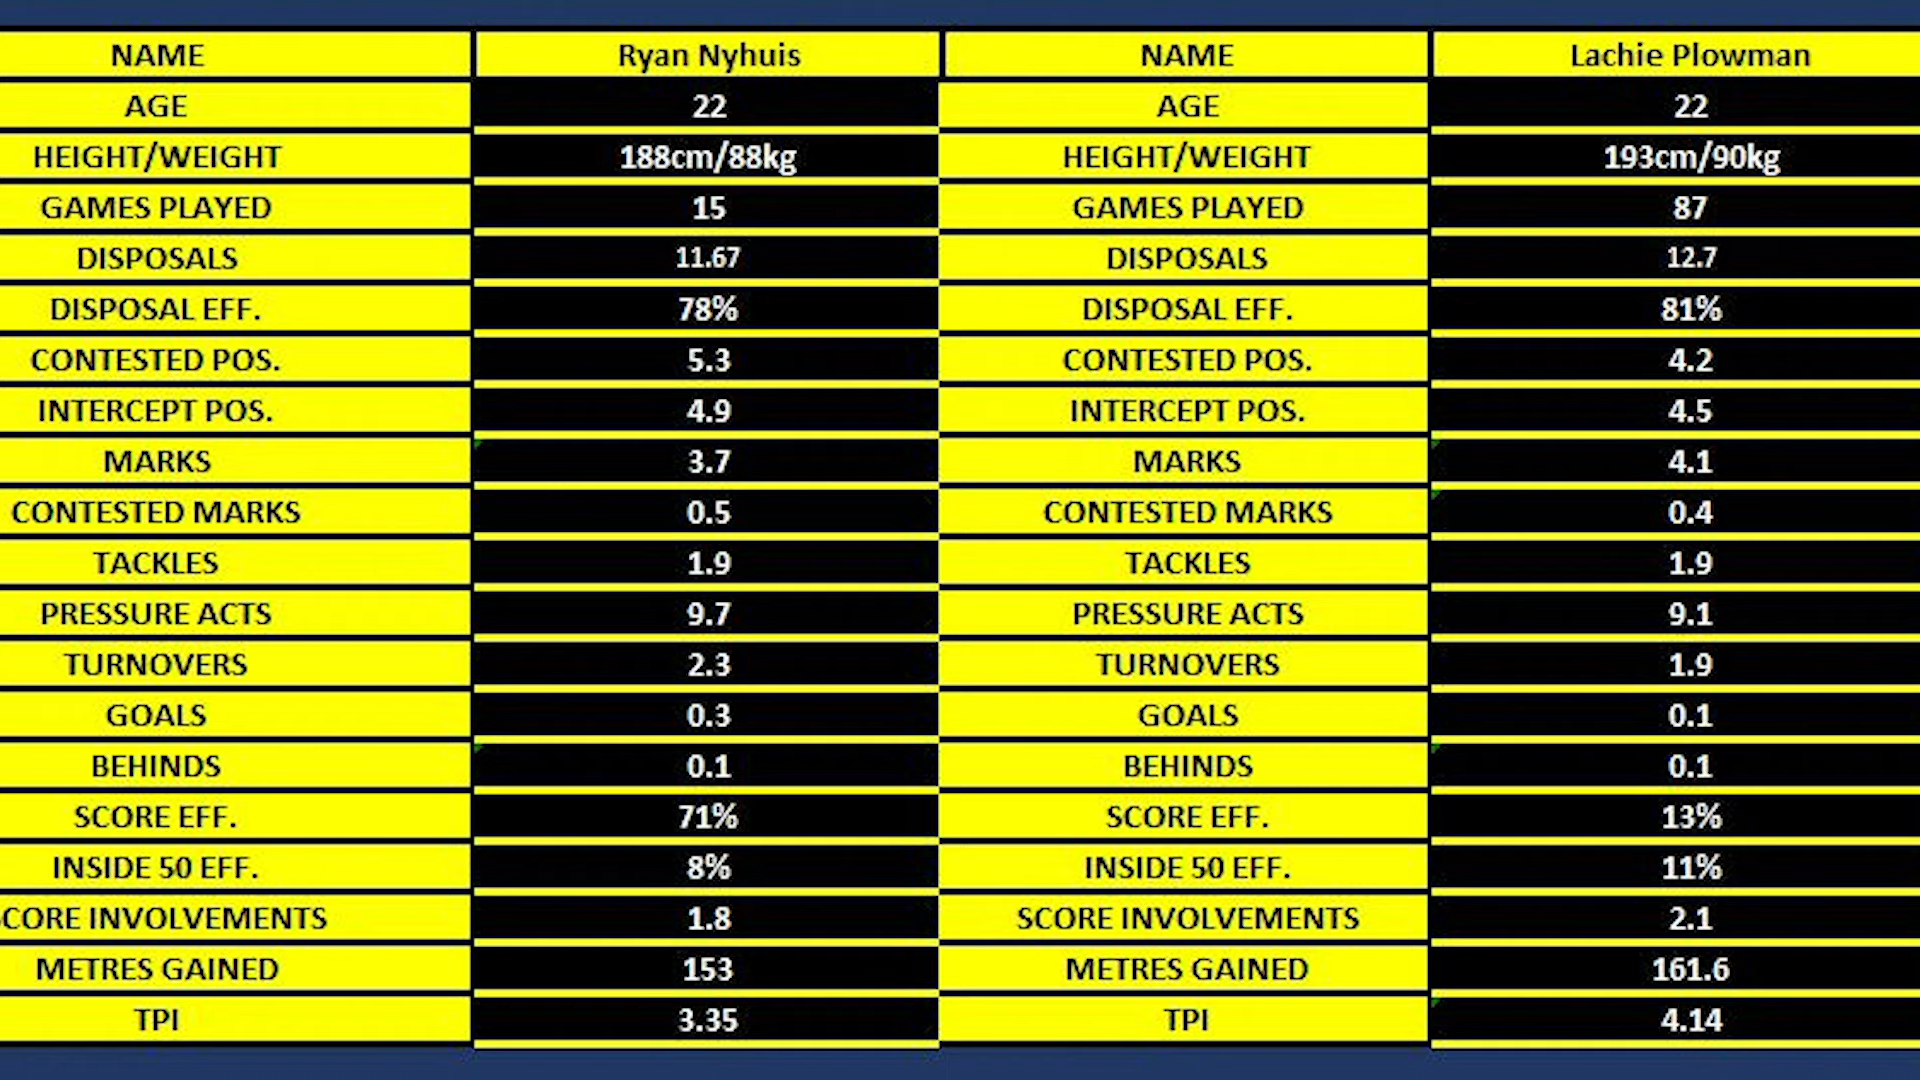 NAME Ryan Nyhuis NAME Lachie Plowman
AGE 22 AGE 22
HEIGHT/WEIGHT 188cm/88kg HEIGHT/WEIGHT 193cm/90kg
GAMES PLAYED 15 GAMES PLAYED 87
DISPOSALS 11.67 DISPOSALS 12.7
DISPOSAL EFF. 78% DISPOSAL EFF. 81%
CONTESTED POS. 5.3 CONTESTED POS. 4.2
INTERCEPT POS. 4.9 INTERCEPT POS. 4.5
MARKS 3.7 MARKS 4.1
CONTESTED MARKS 0.5 CONTESTED MARKS 0.4
TACKLES 1.9 TACKLES 1.9
PRESSURE ACTS 9.7 PRESSURE ACTS 9.1
TURNOVERS 2.3 TURNOVERS 1.9
GOALS 0.3 GOALS 0.1
BEHINDS 0.1 BEHINDS 0.1
SCORE EFF. 71% SCORE EFF. 13%
INSIDE 50 EFF. 8% INSIDE 50 EFF. 11%
CORE INVOLVEMENTS 1.8 SCORE INVOLVEMENTS 2.1
METRES GAINED 153 METRES GAINED 161.6
TPI 3.35 TPI 4.14